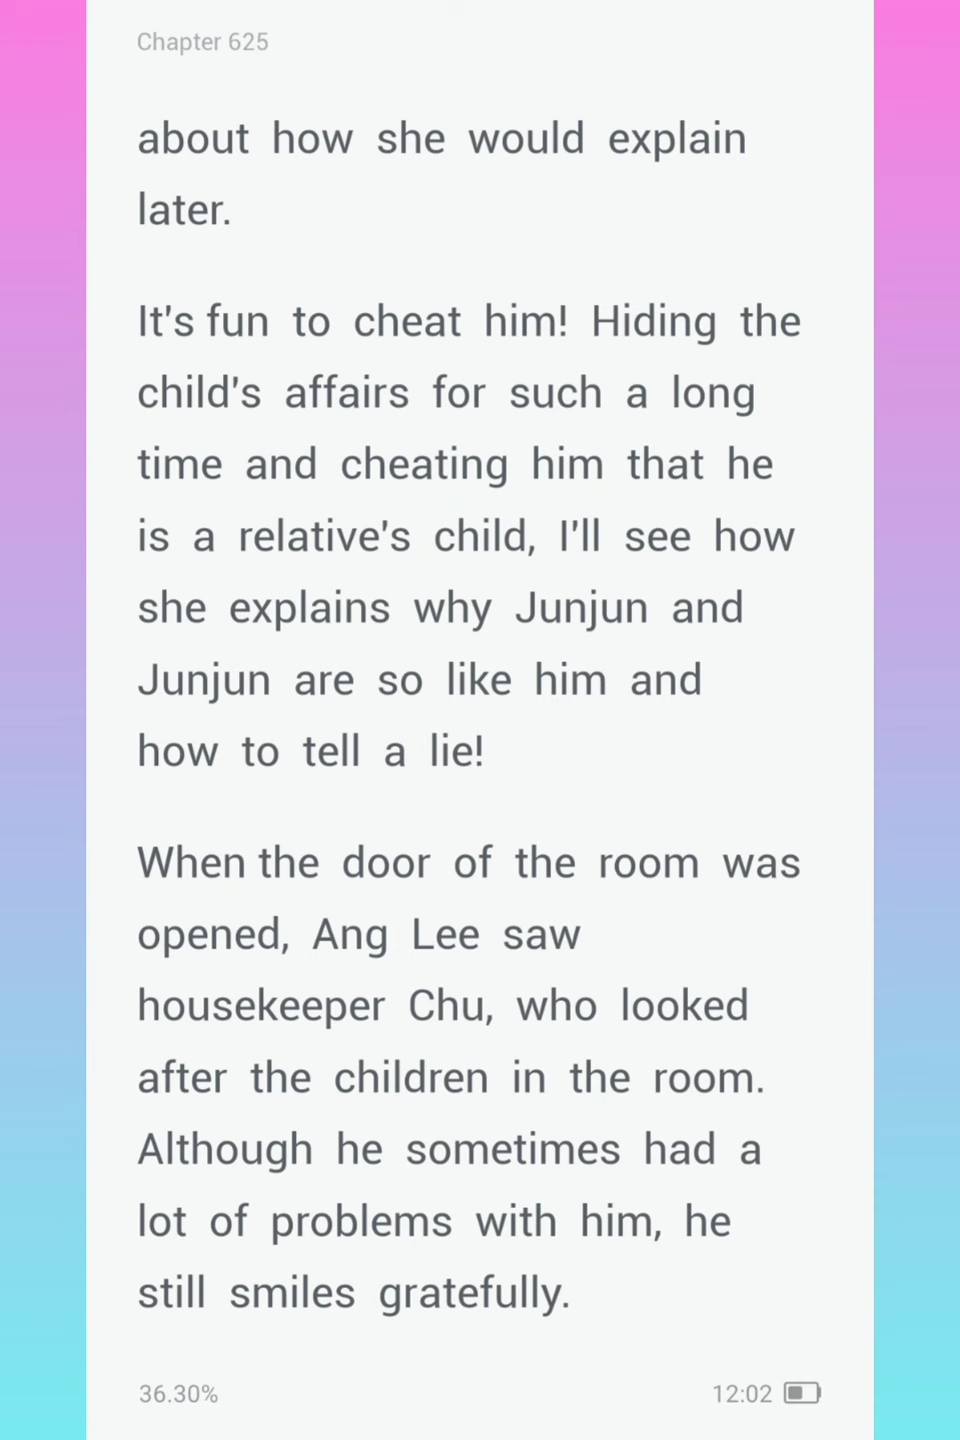 Chapter 625
about how she would explain
later.
It's fun to cheat him! Hiding the
child's affairs for such a long
time and cheating him that he
is a relative's child, I'll see how
she explains why Junjun and
Junjun are so like him and
how to tell a lie!
When the door of the room was
opened, Ang Lee saw
housekeeper Chu, who looked
after the children in the room.
Although he sometimes had a
lot of problems with him, he
still smiles gratefully.
36.30%
12:02